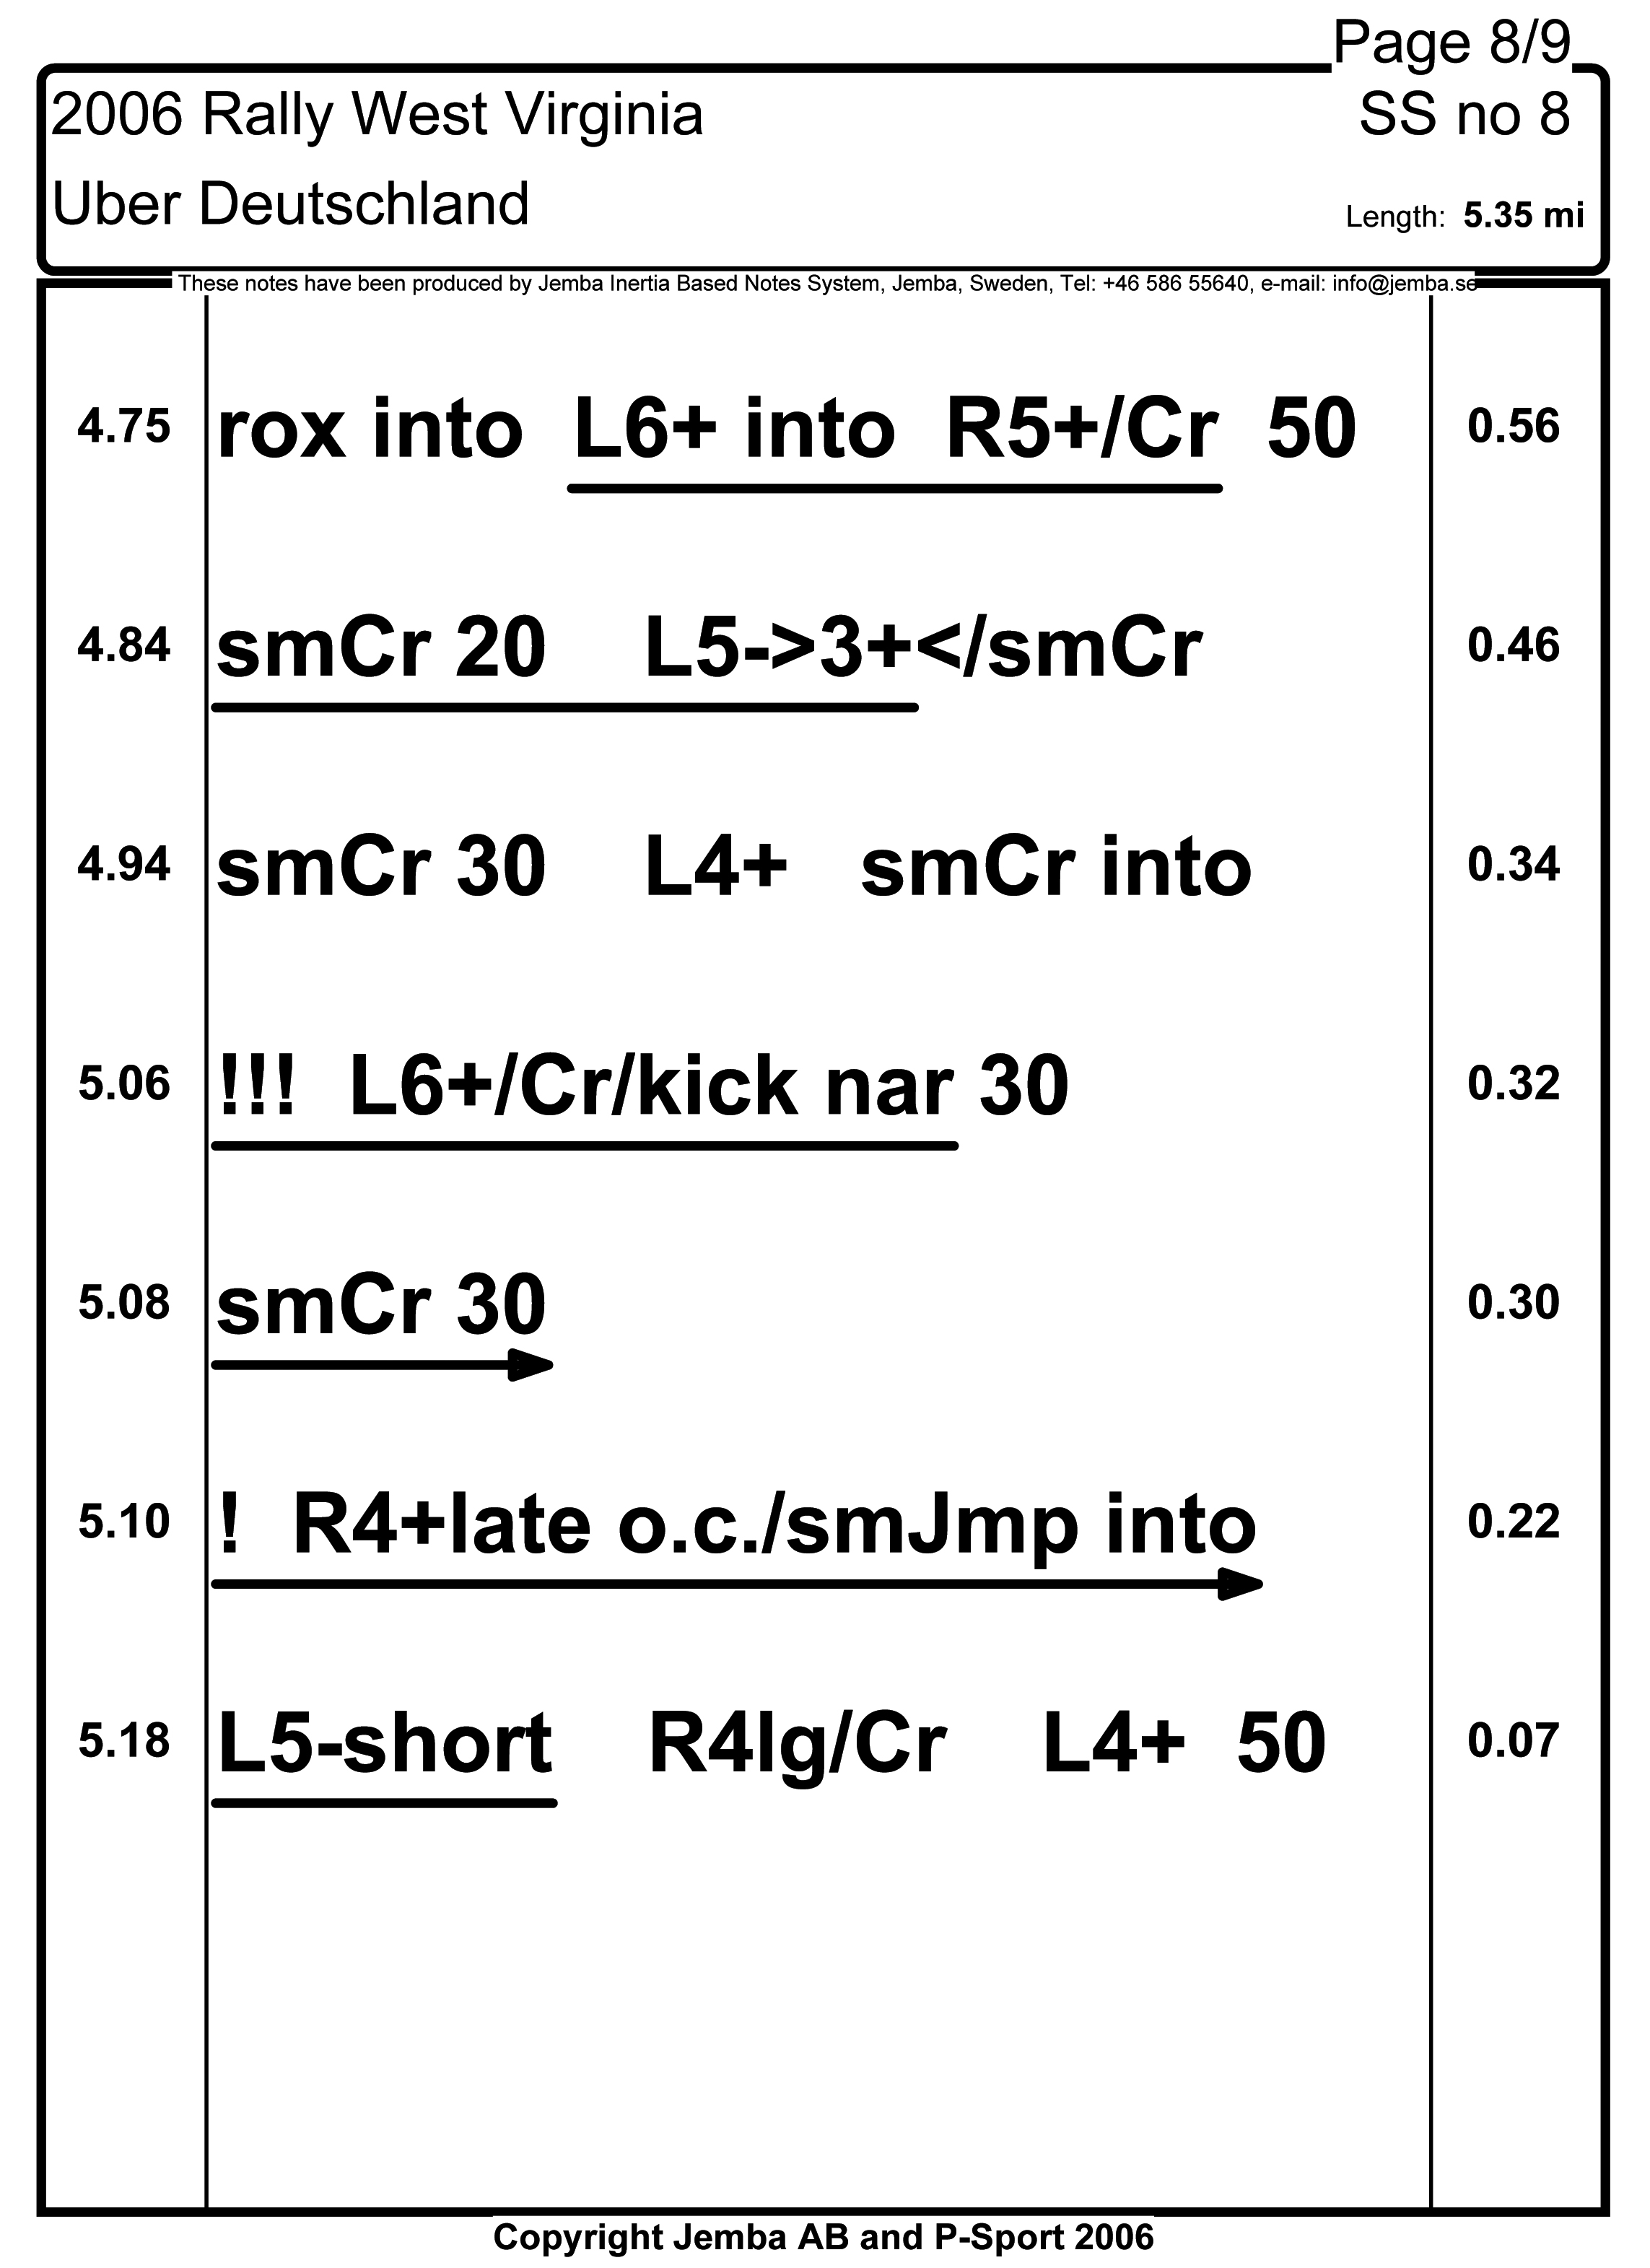 Page 8/9
2006 Rally West Virginia SS no 8
Uber Deutschland Length: 5.35 mi
These notes have been produced by Jemba Inertia Based Notes System, Jemba, Sweden, Tel: +46 586 55640, e-mail: info@jemba.se
4.75 rox into L6+ into R5+/Cr 50 0.56
4.84 smCr 20 L5->3+</smCr 0.46
4.94 smCr 30 L4+ smCr into 0.34
5.06 !!! L6+/Cr/kick nar 30 0.32
5.08 smCr 30 0.30
5.10 ! R4+late o.c./smJmp into 0.22
5.18 L5-short R4lg/Cr L4+ 50 0.07
Copyright Jemba AB and P-Sport 2006